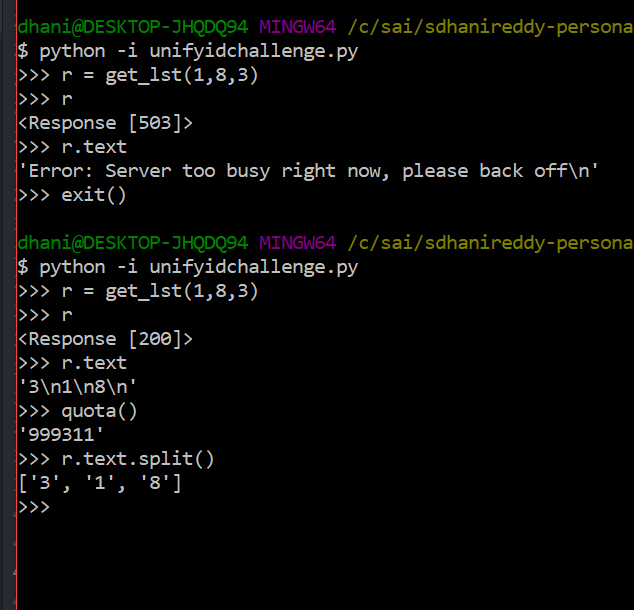 dhani@DESKTOP-JHQDQ94 MINGW64 /c/sai/sdhanireddy-persona
$ python -i unifyidchallenge.py
>>> r = get_lst(1,8,3)
>>> r
<Response [503]>
>>> r.text
'Error: Server too busy right now, please back off\n'
>>> exit()
dhani@DESKTOP-JHQDQ94 MINGW64 /c/sai/sdhanireddy-persona
$ python -i unifyidchallenge.py
>>> r = get_lst(1,8,3)
>>> r
<Response [200]>
>>> r.text
'3\n1\n8\n'
>>> quota()
'999311'
>>> r.text.split()
['3', '1', '8']
>>>